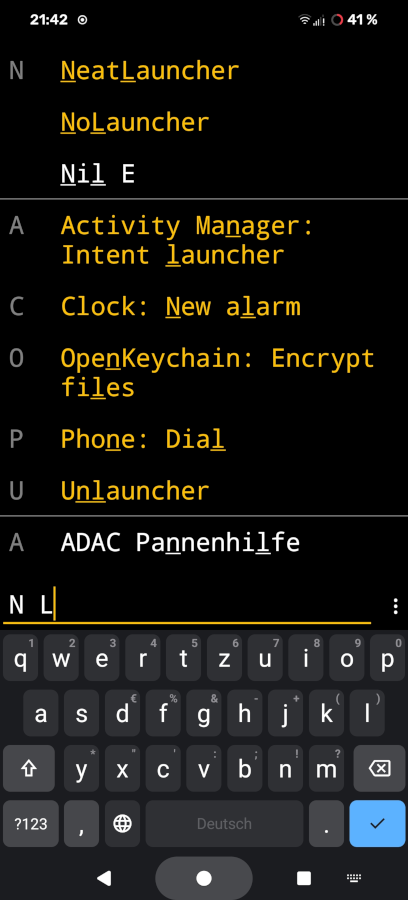 21:42 41 %
N NeatLauncher
NoLauncher
Nil E
A Activity Manager:
Intent launcher
C Clock: New alarm
O OpenKeychain: Encrypt
files
P Phone: Dial
U Unlauncher
A ADAC Pannenhilfe
N L
1 2 3 4 5 6 7 8 9 0
q w e r t z u i o p
€ % & - + ( )
a s d f g h j k l
* " ' : ; ! ?
y x c v b n m
?123 , Deutsch .